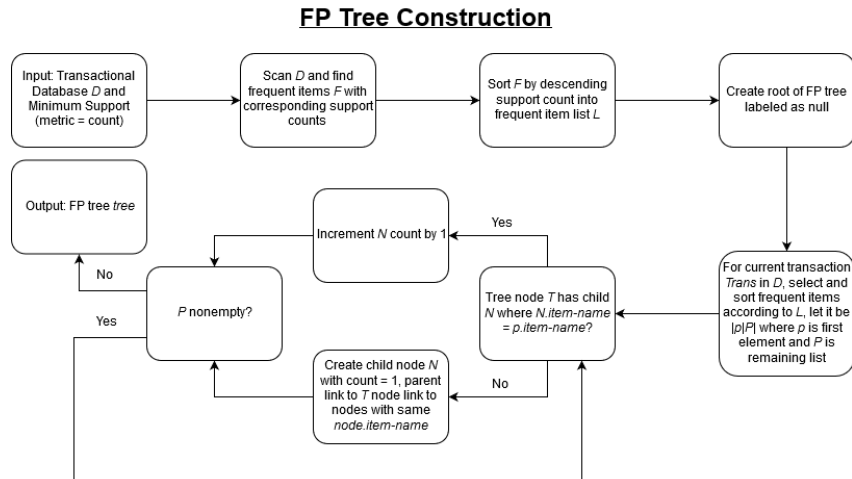 FP Tree Construction
Input: Transactional
Database D and
Minimum Support
(metric = count)
Scan D and find
frequent items F with
corresponding support
counts
Sort F by descending
support count into
frequent item list L
Create root of FP tree
labeled as null
Output: FP tree tree
Increment N count by 1
Yes
No
P nonempty?
Yes
Tree node T has child
N where N.item-name
= p.item-name?
For current transaction
Trans in D, select and
sort frequent items
according to L, let it be
|p|P| where p is first
element and P is
remaining list
Create child node N
with count = 1, parent
link to T node link to
nodes with same
node.item-name
No